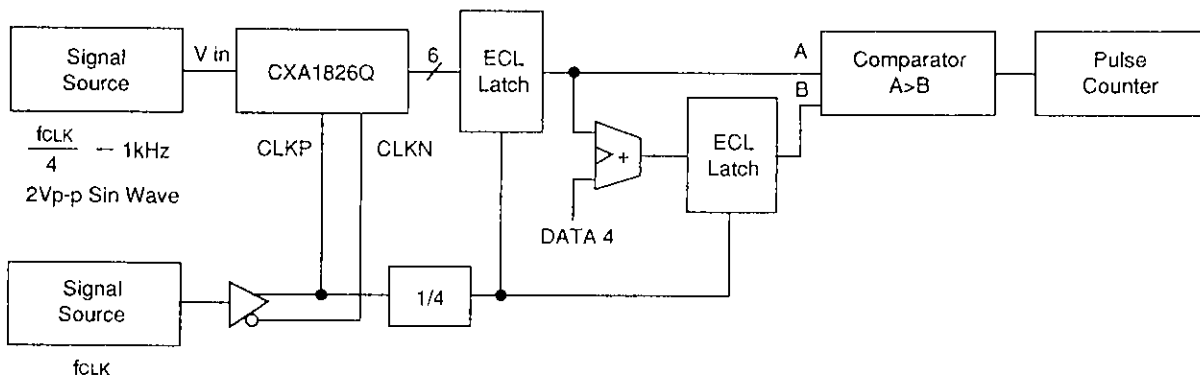 Signal
Source
V in
CXA1826Q
6
ECL
Latch
A
B
Comparator
A>B
Pulse
Counter
fCLK
4
– 1kHz
2Vp-p Sin Wave
CLKP
CLKN
+
ECL
Latch
DATA 4
Signal
Source
1/4
fCLK